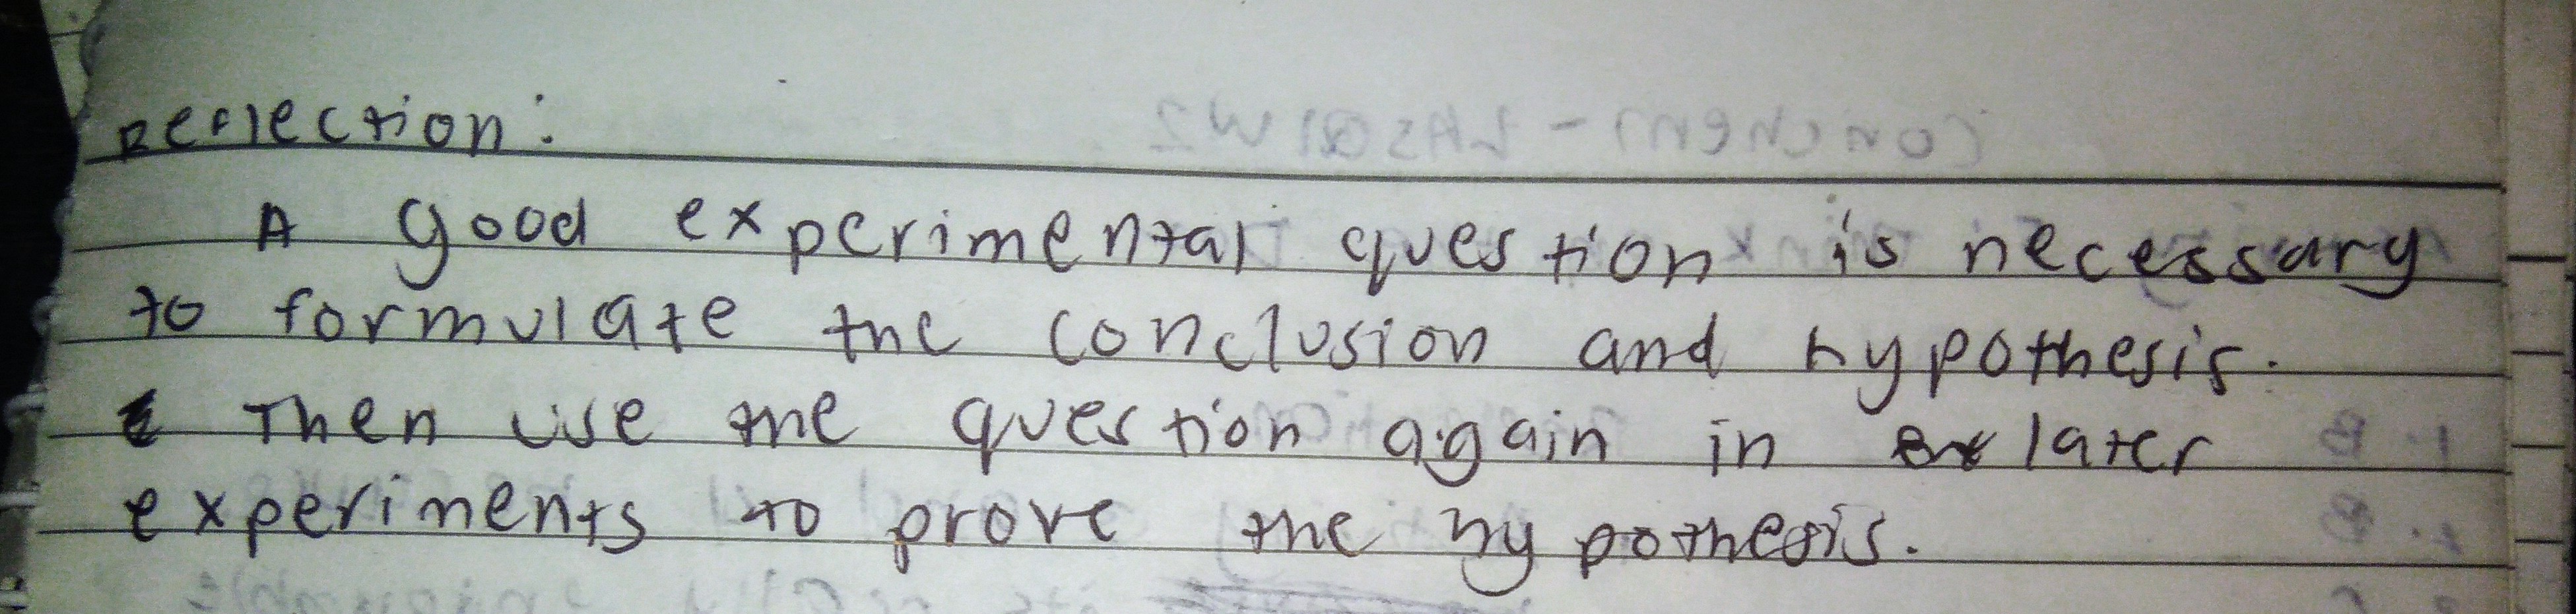 Reflection:
A good experimental question is necessary
to formulate the conclusion and hypothesis.
Then use the question again in later
experiments to prove the hypothesis.